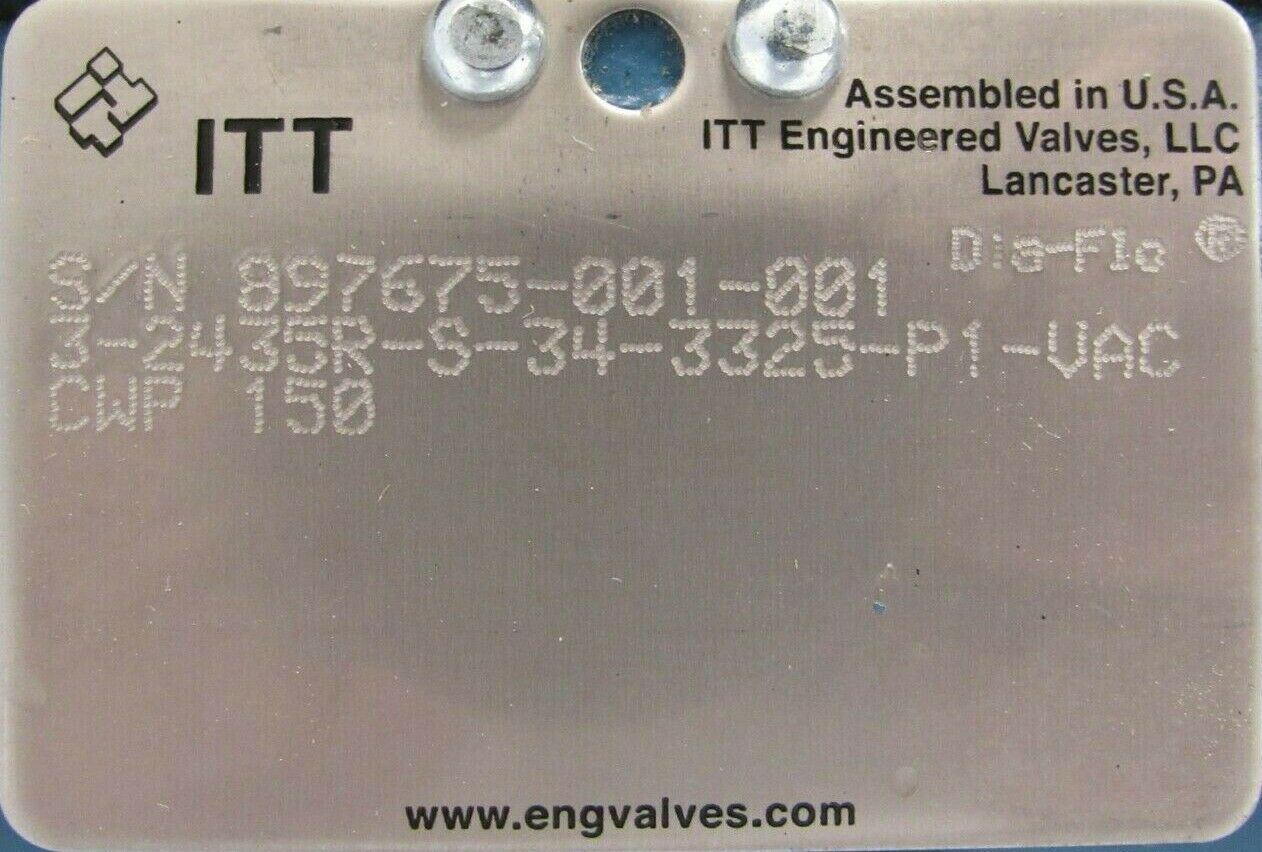 ITT
Assembled in U.S.A.
ITT Engineered Valves, LLC
Lancaster, PA
Dia-Flo ®
S/N 897675-001-001
3-2435R-S-34-3325-P1-VAC
CWP 150
www.engvalves.com